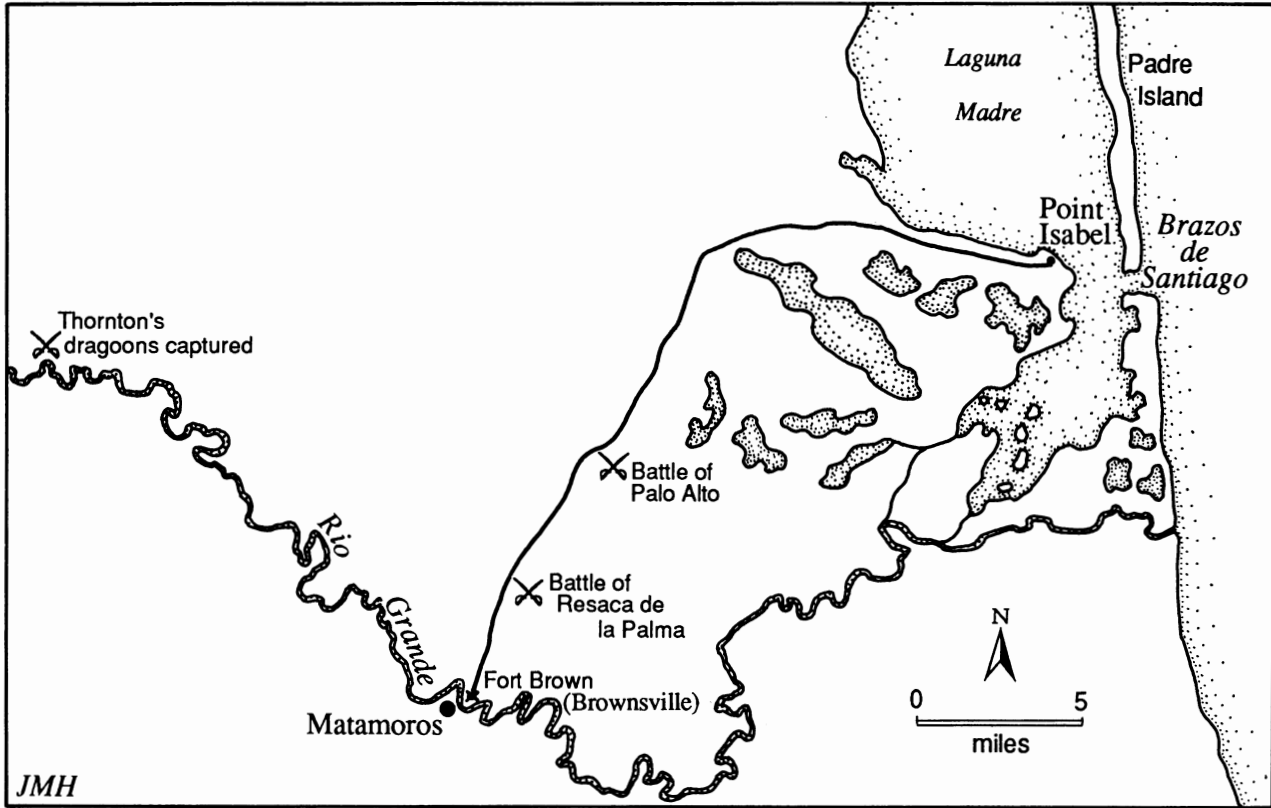 Laguna
Madre
Padre
Island
Point
Isabel
Brazos
de
Santiago
Thornton's
dragoons captured
Battle of
Palo Alto
Rio
Grande
Battle of
Resaca de
la Palma
Fort Brown
(Brownsville)
Matamoros
N
0 5
miles
JMH